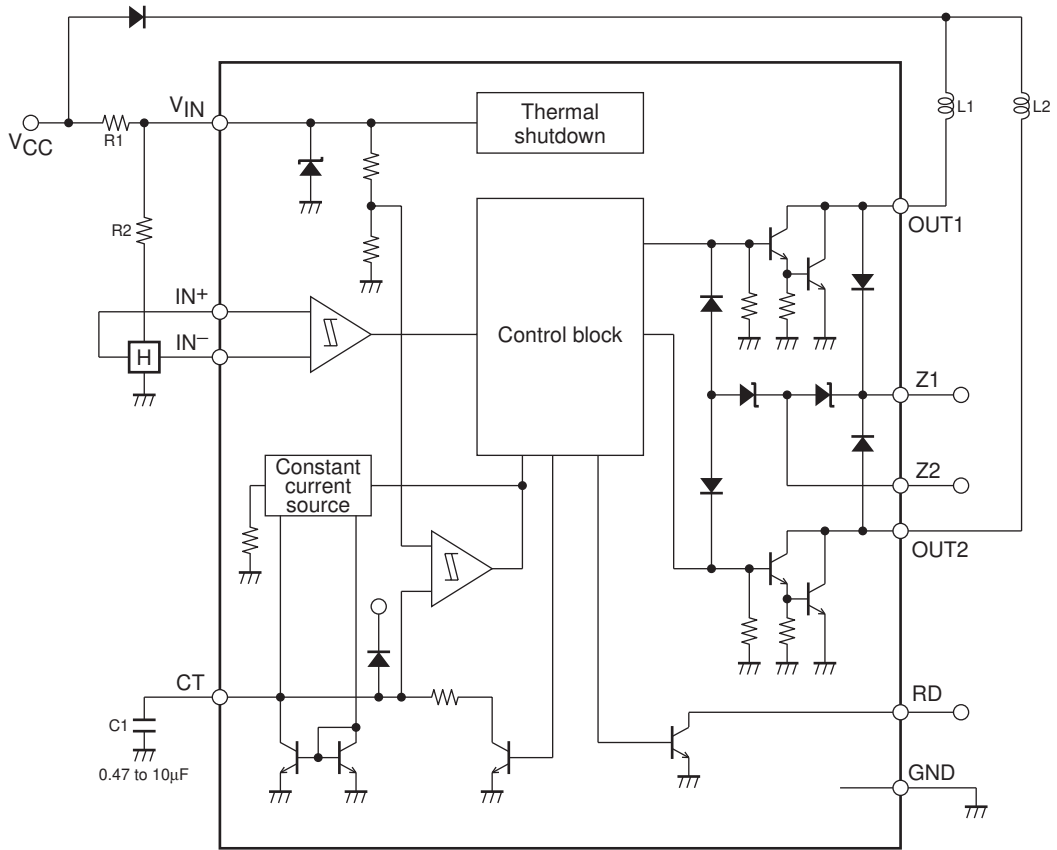 L1
L2
VIN
Thermal
shutdown
VCC
R1
OUT1
R2
IN+
IN−
H
Control block
Z1
Constant
current
source
Z2
OUT2
CT
C1
0.47 to 10μF
RD
GND